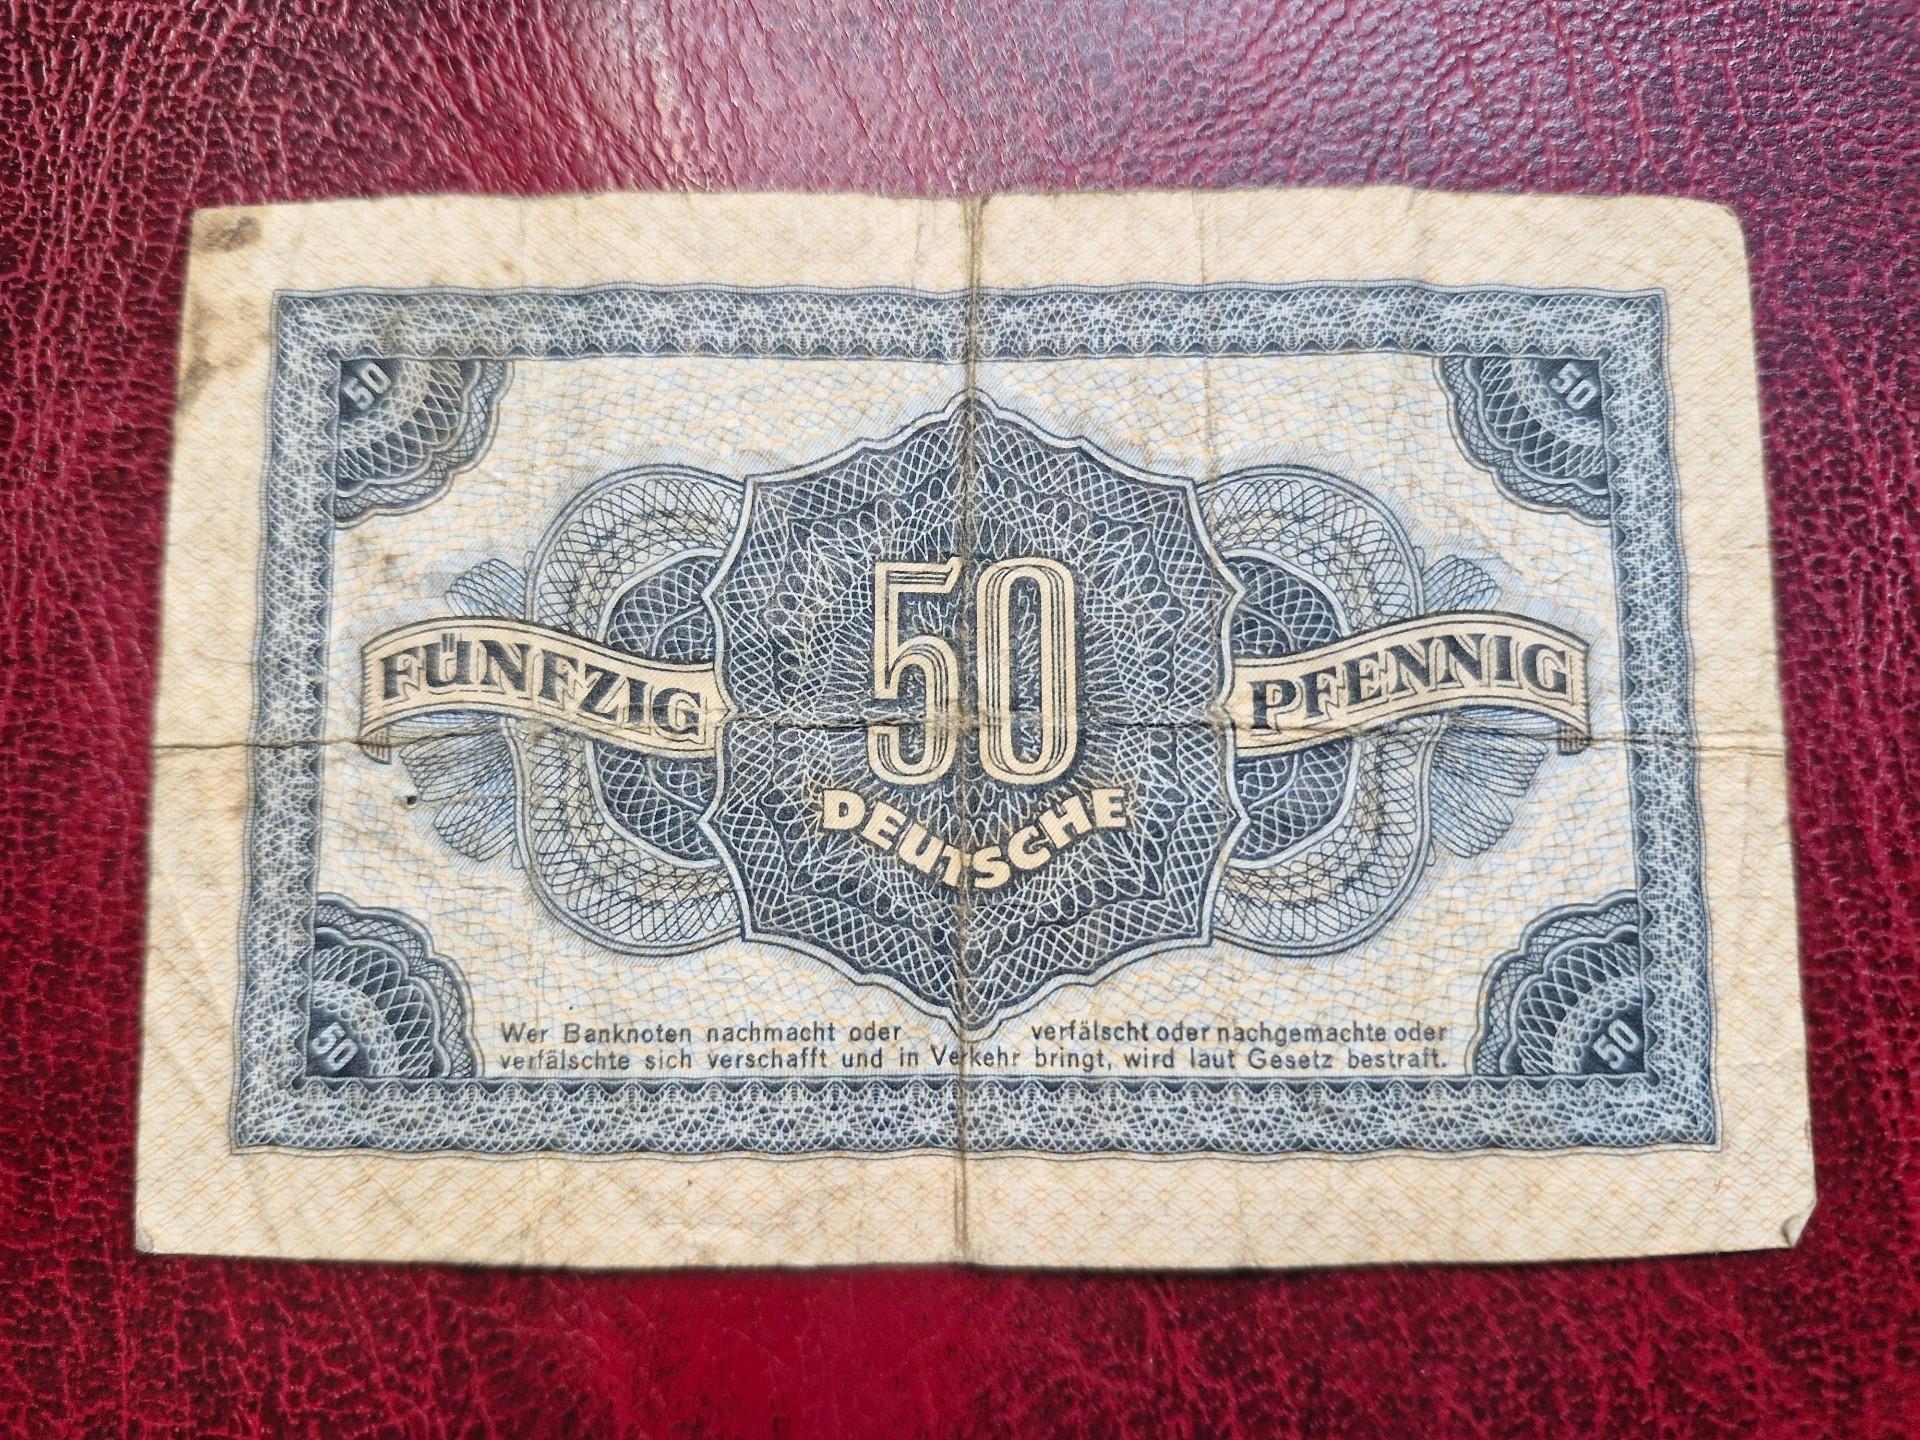 50 50
50
FÜNFZIG DEUTSCHE PFENNIG
Wer Banknoten nachmacht oder verfälscht oder nachgemachte oder
verfälschte sich verschafft und in Verkehr bringt, wird laut Gesetz bestraft.
50 50